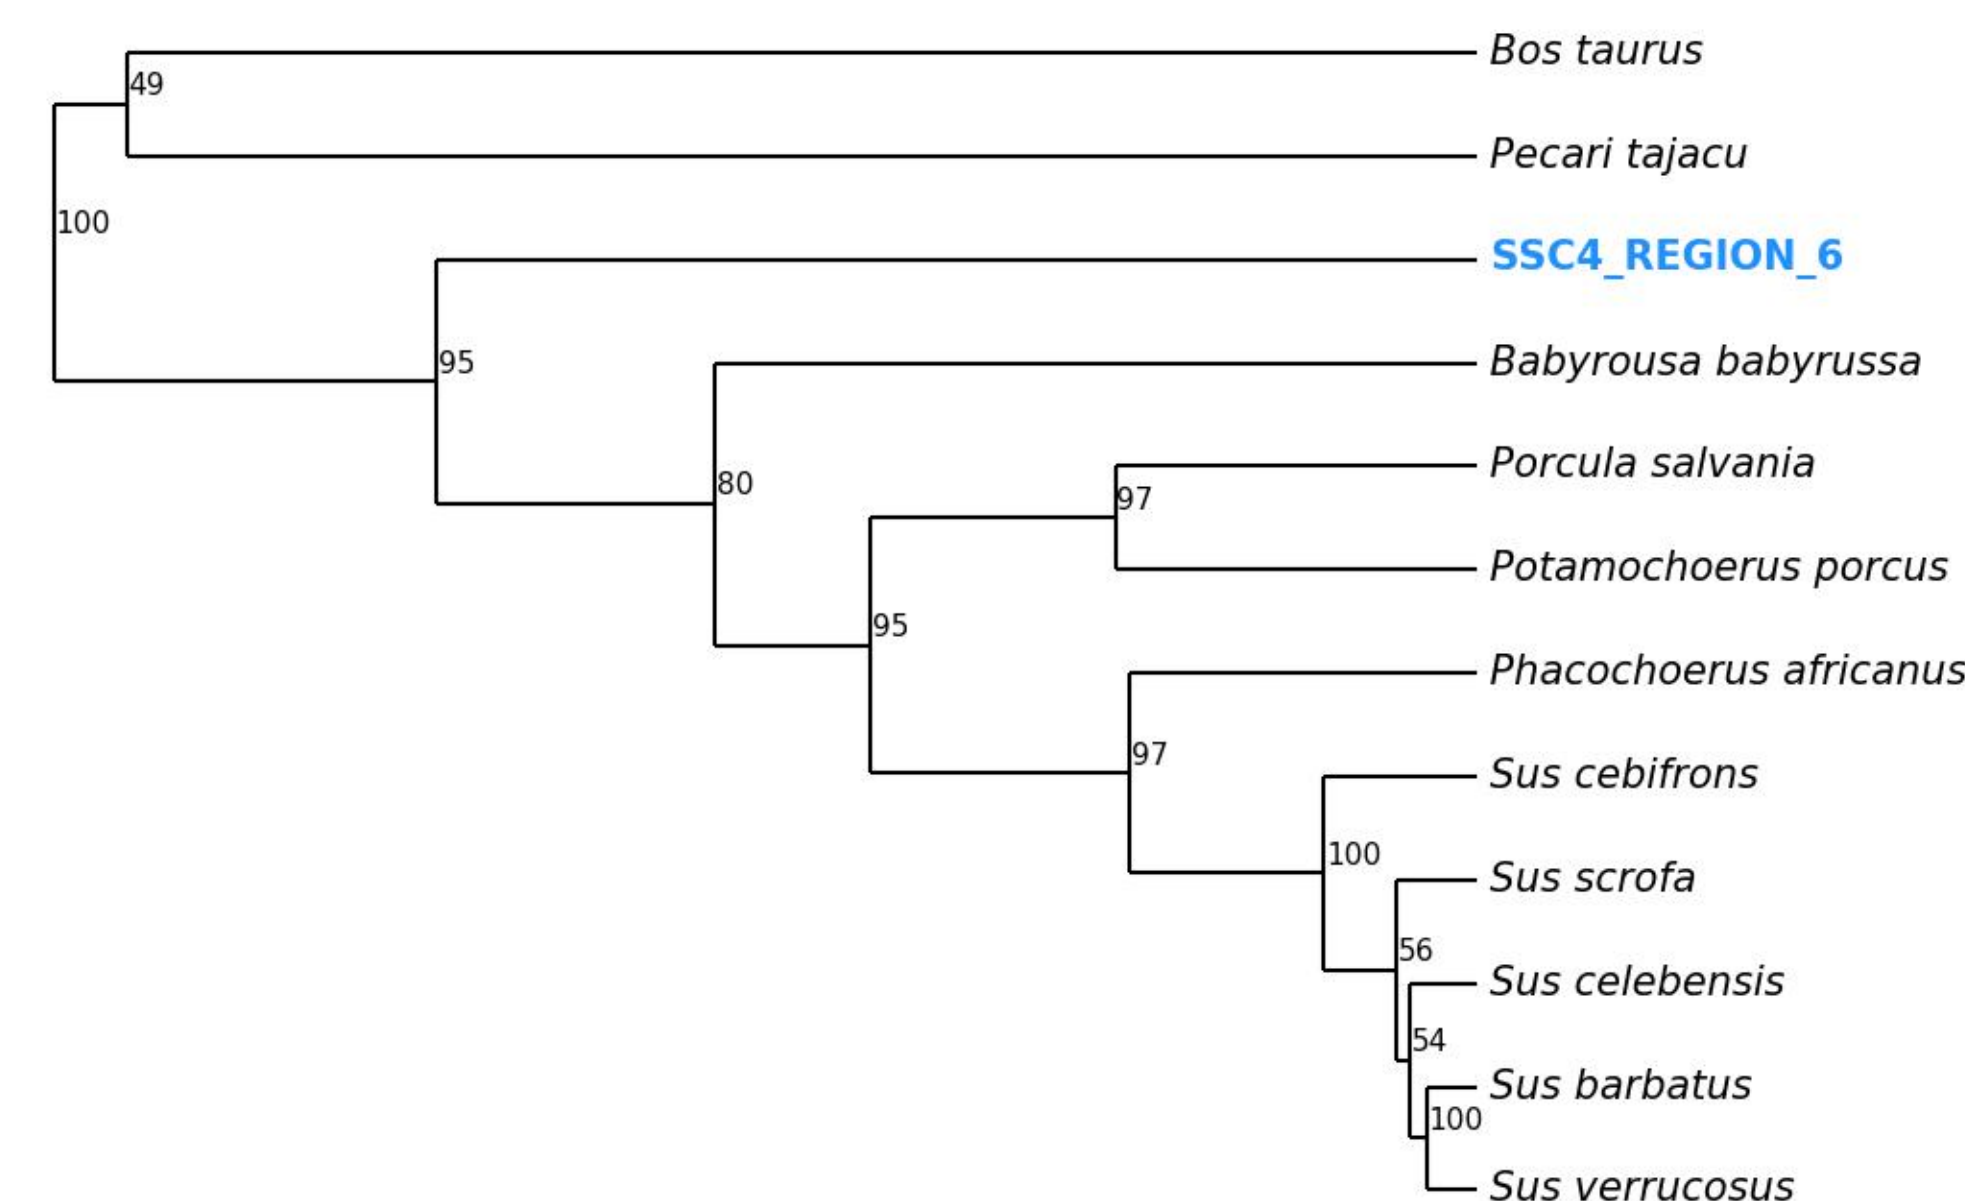 Bos taurus
49
Pecari tajacu
100
SSC4_REGION_6
95
Babyrousa babyrussa
80
Porcula salvania
97
Potamochoerus porcus
95
Phacochoerus africanus
97
Sus cebifrons
100
Sus scrofa
56
Sus celebensis
54
Sus barbatus
100
Sus verrucosus